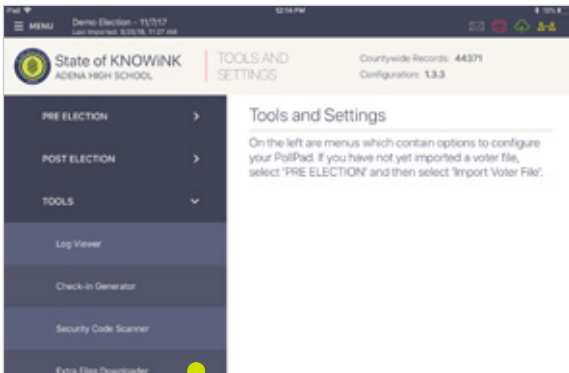 iPad
12:14 PM
MENU
Demo Election - 11/7/17
Last Imported: 11:27 AM
State of KNOWiNK
ADENA HIGH SCHOOL
TOOLS AND
SETTINGS
Countywide Records: 44371
Configuration: 1.3.3
PRE ELECTION
POST ELECTION
TOOLS
Log Viewer
Check-in Generator
Security Code Scanner
Extra Files Downloader
Tools and Settings
On the left are menus which contain options to configure
your PollPad. If you have not yet imported a voter file,
select 'PRE ELECTION' and then select 'Import Voter File'.